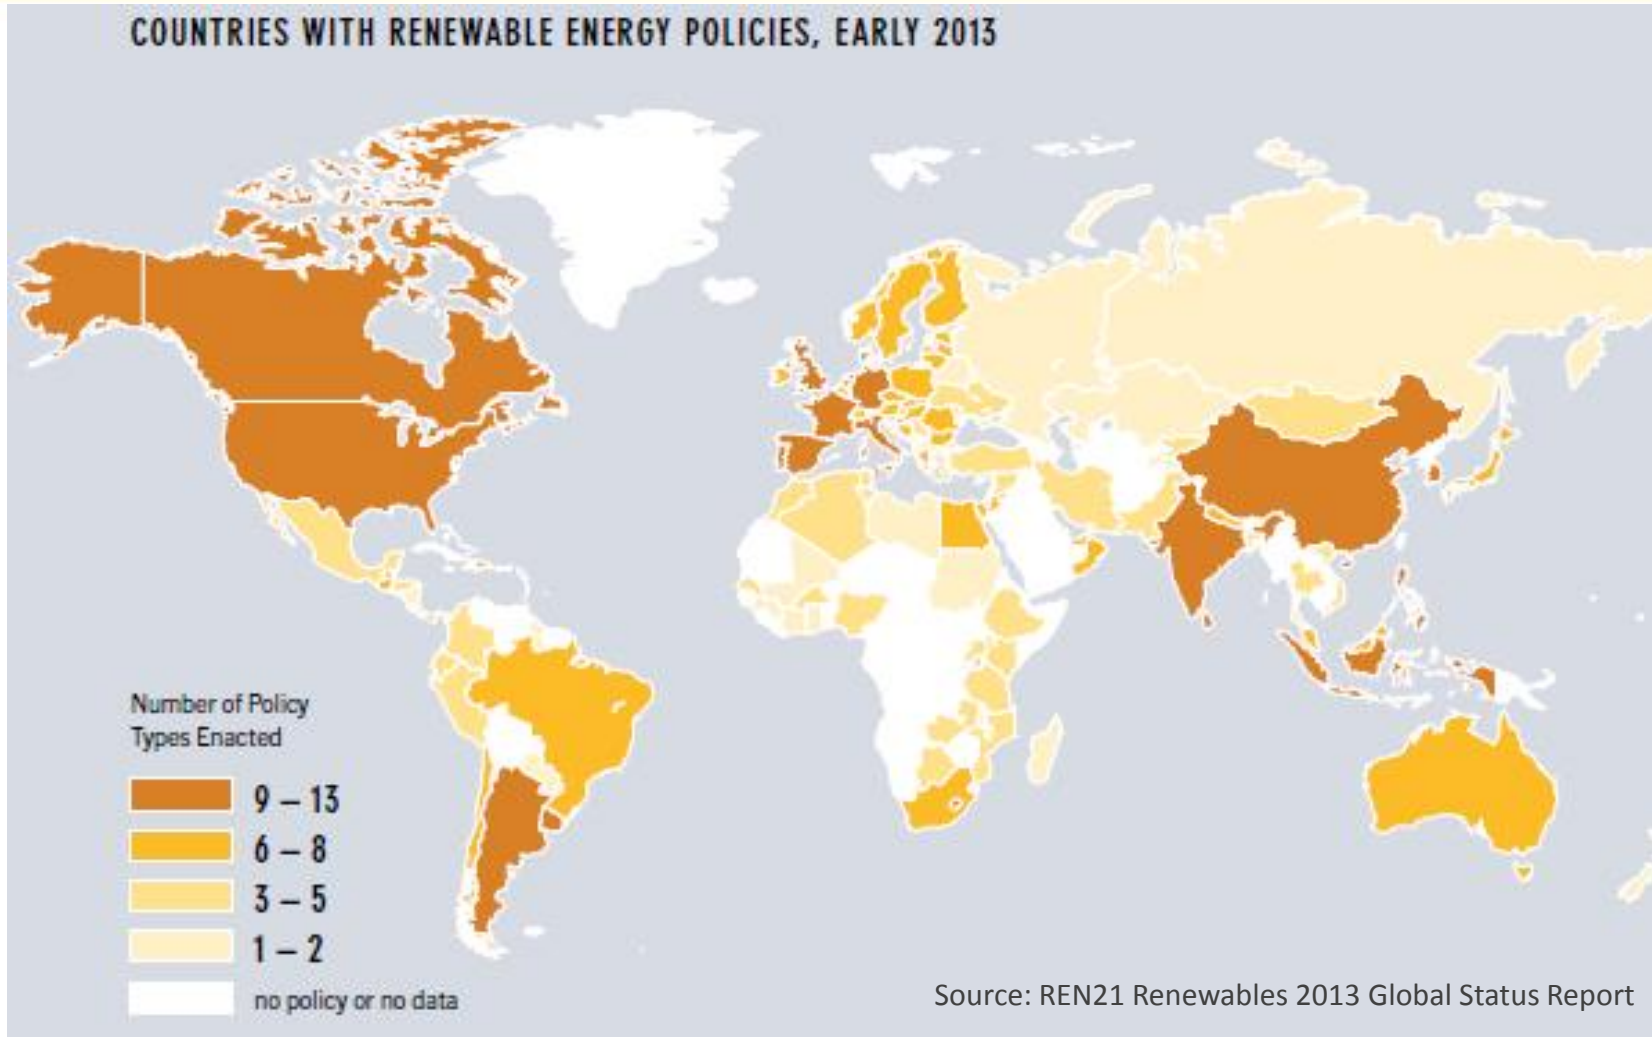 COUNTRIES WITH RENEWABLE ENERGY POLICIES, EARLY 2013
Number of Policy
Types Enacted
9 – 13
6 – 8
3 – 5
1 – 2
no policy or no data
Source: REN21 Renewables 2013 Global Status Report